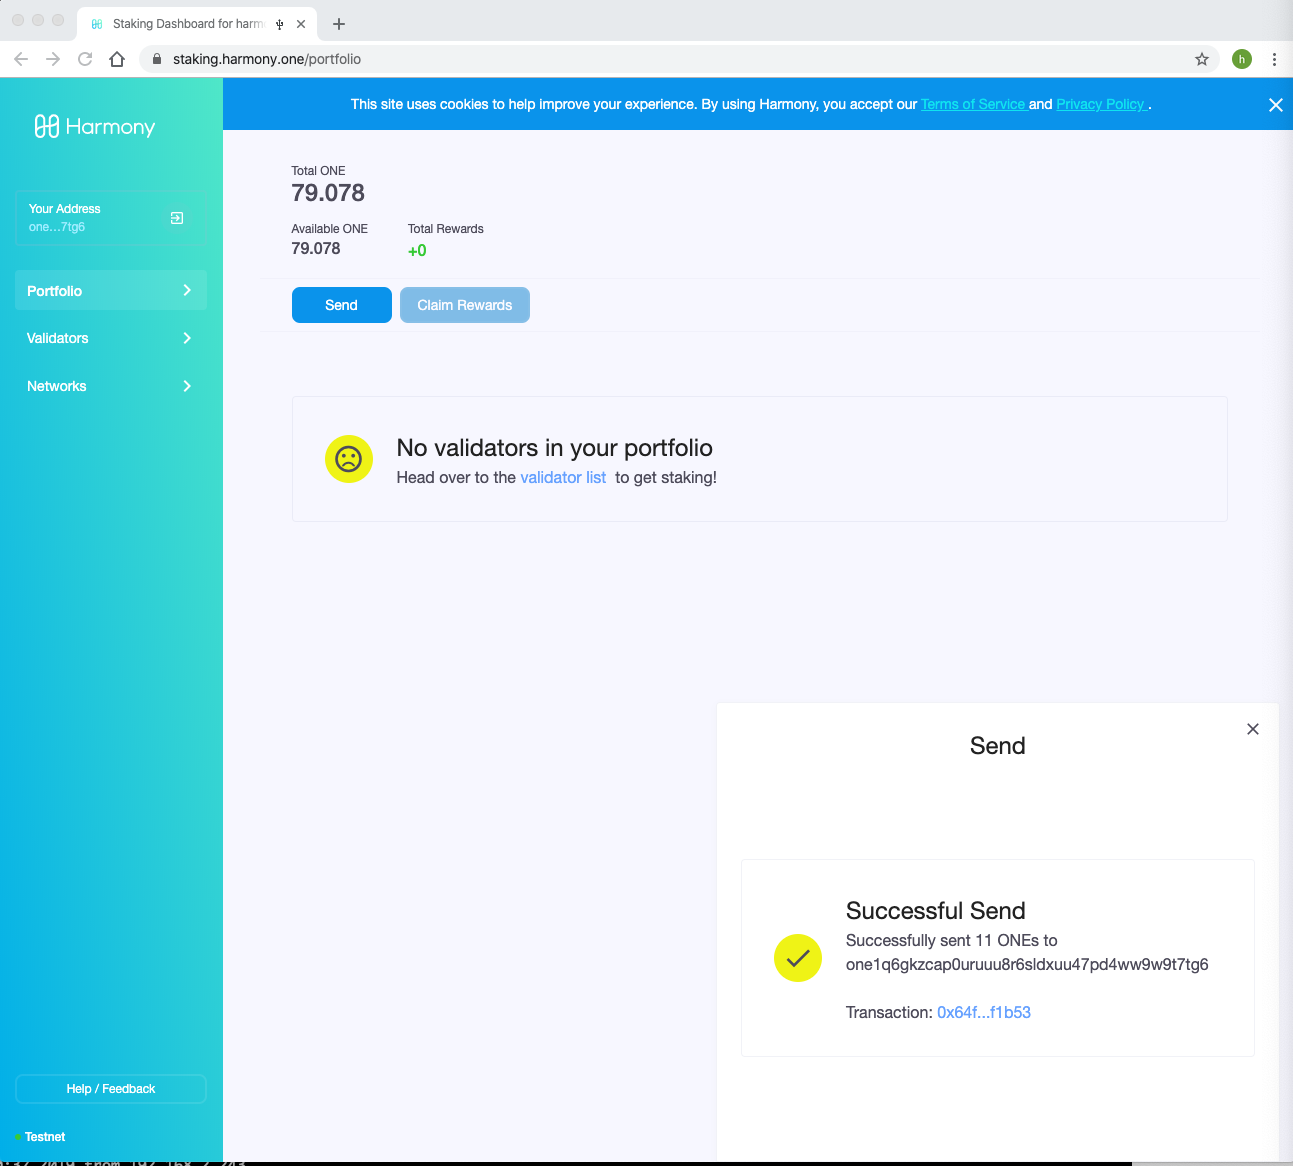 Staking Dashboard for harm
staking.harmony.one/portfolio
h
Harmony
This site uses cookies to help improve your experience. By using Harmony, you accept our Terms of Service and Privacy Policy .
Your Address
one...7tg6
Portfolio
Validators
Networks
Total ONE
79.078
Available ONE
Total Rewards
79.078
+0
Send
Claim Rewards
No validators in your portfolio
Head over to the validator list to get staking!
Send
Successful Send
Successfully sent 11 ONEs to
one1q6gkzcap0uruuu8r6sldxuu47pd4ww9w9t7tg6
Transaction: 0x64f...f1b53
Help / Feedback
Testnet